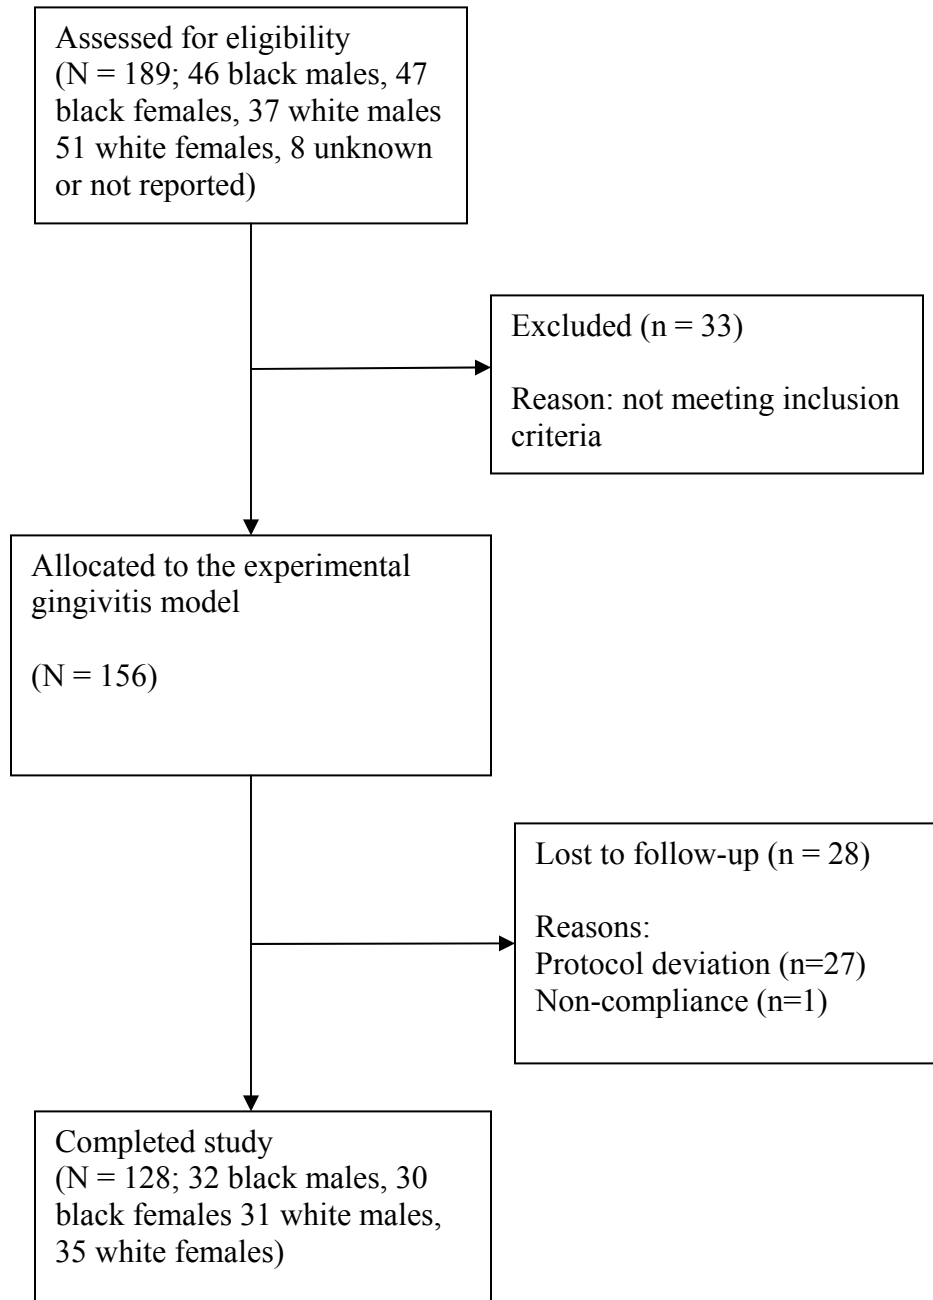 Assessed for eligibility
(N = 189; 46 black males, 47
black females, 37 white males
51 white females, 8 unknown
or not reported)
Excluded (n = 33)
Reason: not meeting inclusion
criteria
Allocated to the experimental
gingivitis model
(N = 156)
Lost to follow-up (n = 28)
Reasons:
Protocol deviation (n=27)
Non-compliance (n=1)
Completed study
(N = 128; 32 black males, 30
black females 31 white males,
35 white females)